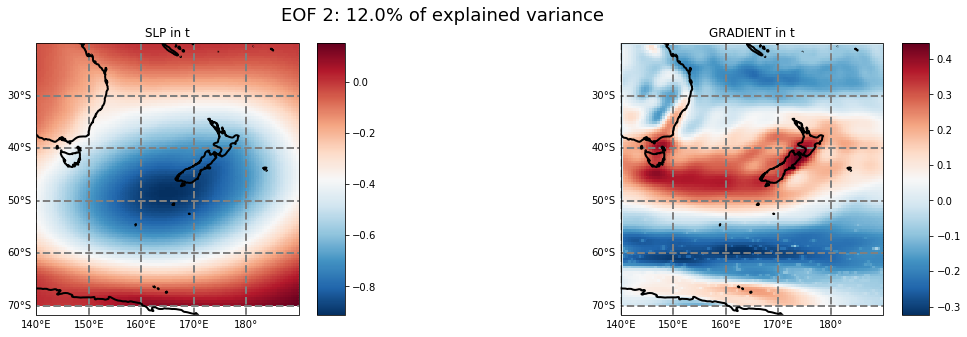 EOF 2: 12.0% of explained variance
SLP in t
30°S
40°S
50°S
60°S
70°S
140°E 150°E 160°E 170°E 180°
0.0
−0.2
−0.4
−0.6
−0.8
GRADIENT in t
30°S
40°S
50°S
60°S
70°S
140°E 150°E 160°E 170°E 180°
0.4
0.3
0.2
0.1
0.0
−0.1
−0.2
−0.3